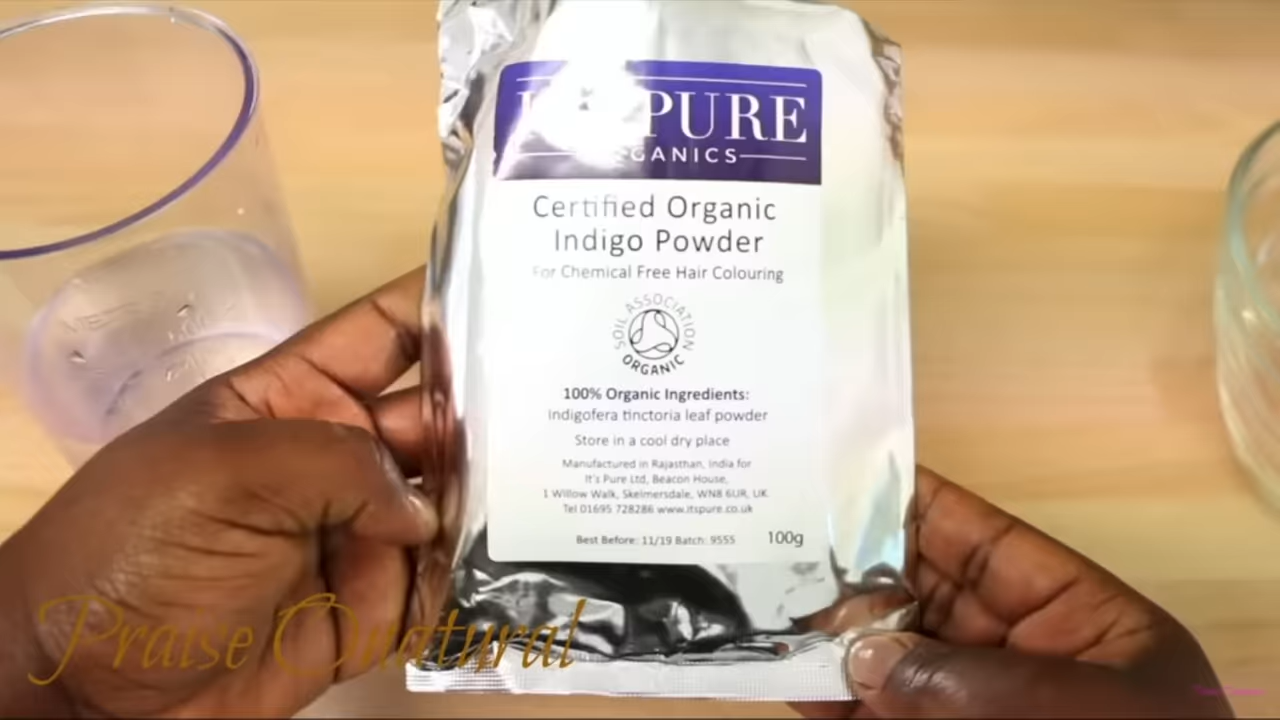 PURE
ORGANICS
Certified Organic
Indigo Powder
For Chemical Free Hair Colouring
SOIL ASSOCIATION
ORGANIC
100% Organic Ingredients:
Indigofera tinctoria leaf powder
Store in a cool dry place
Manufactured in Rajasthan, India for
It's Pure Ltd, Beacon House,
1 Willow Walk, Skelmersdale, WN8 6UR, UK.
Tel 01695 728286 www.itspure.co.uk
Best Before: 11/19 Batch: 9555 100g
Praise Onatural